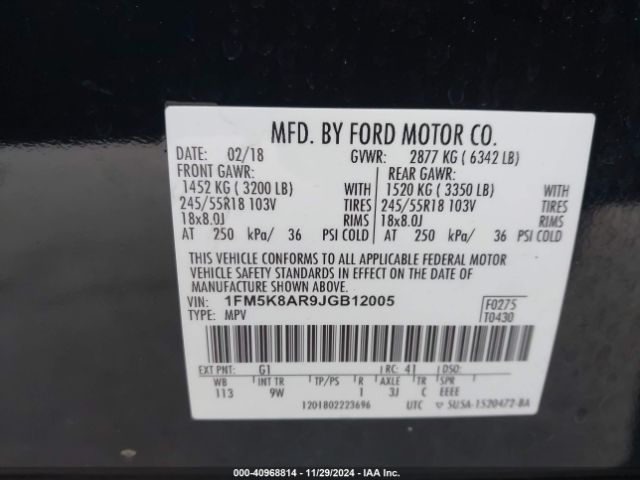 MFD. BY FORD MOTOR CO.
DATE: 02/18 GVWR: 2877 KG ( 6342 LB)
FRONT GAWR: REAR GAWR:
1452 KG ( 3200 LB) WITH 1520 KG ( 3350 LB) WITH
245/55R18 103V TIRES 245/55R18 103V TIRES
18x8.0J RIMS 18x8.0J RIMS
AT 250 kPa/ 36 PSI COLD AT 250 kPa/ 36 PSI COLD
THIS VEHICLE CONFORMS TO ALL APPLICABLE FEDERAL MOTOR
VEHICLE SAFETY STANDARDS IN EFFECT ON THE DATE OF
MANUFACTURE SHOWN ABOVE.
VIN: 1FM5K8AR9JGB12005 F0275
TYPE: MPV T0430
EXT PNT: G1 RC: 41 DSO:
WB INT TR TP/PS R AXLE TR SPR
113 9W 1 3J C EEEE
1201802223696 UTC 5U5A-1520472-BA
000-40968814 - 11/29/2024 - IAA Inc.